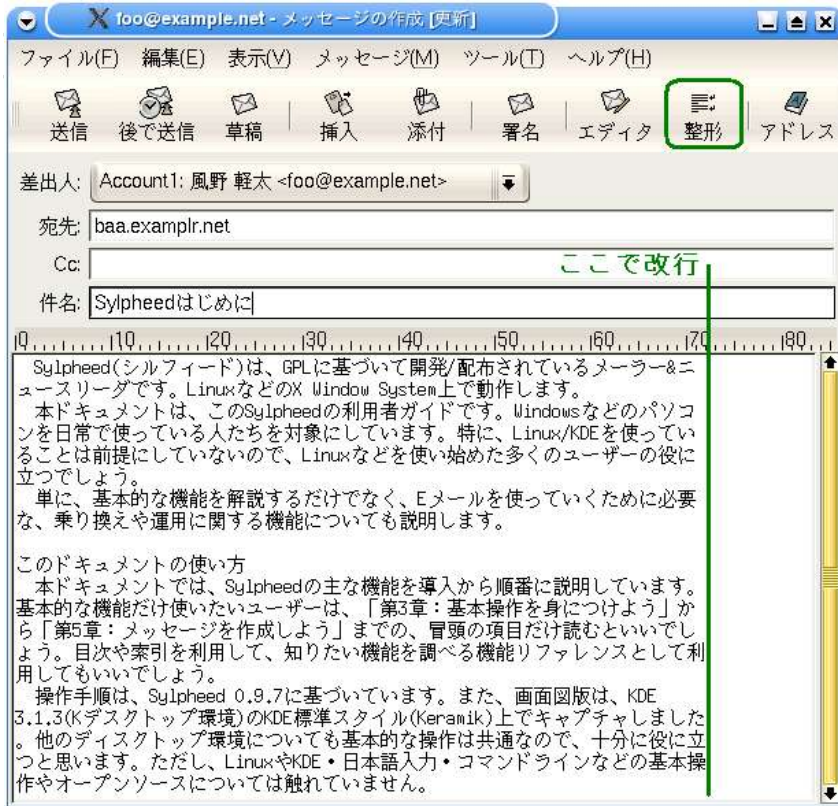 foo@example.net - メッセージの作成 [更新]
ファイル(F) 編集(E) 表示(V) メッセージ(M) ツール(T) ヘルプ(H)
送信 後で送信 草稿 挿入 添付 署名 エディタ 整形 アドレス
差出人: Account1: 風野 軽太 <foo@example.net>
宛先: baa.examplr.net
Cc:
ここで改行
件名: Sylpheedはじめに
0 10 20 30 40 50 60 70 80
Sylpheed(シルフィード)は、GPLに基づいて開発/配布されているメーラー&ニ
ュースリーダです。LinuxなどのX Window System上で動作します。
本ドキュメントは、このSylpheedの利用者ガイドです。Windowsなどのパソコ
ンを日常で使っている人たちを対象にしています。特に、Linux/KDEを使ってい
ることは前提にしていないので、Linuxなどを使い始めた多くのユーザーの役に
立つでしょう。
単に、基本的な機能を解説するだけでなく、Eメールを使っていくために必要
な、乗り換えや運用に関する機能についても説明します。
このドキュメントの使い方
本ドキュメントでは、Sylpheedの主な機能を導入から順番に説明しています。
基本的な機能だけ使いたいユーザーは、「第3章：基本操作を身につけよう」か
ら「第5章：メッセージを作成しよう」までの、冒頭の項目だけ読むといいでし
ょう。目次や索引を利用して、知りたい機能を調べる機能リファレンスとして利
用してもいいでしょう。
操作手順は、Sylpheed 0.9.7に基づいています。また、画面図版は、KDE
3.1.3(Kデスクトップ環境)のKDE標準スタイル(Keramik)上でキャプチャしました
。他のディスクトップ環境についても基本的な操作は共通なので、十分に役に立
つと思います。ただし、LinuxやKDE・日本語入力・コマンドラインなどの基本操
作やオープンソースについては触れていません。